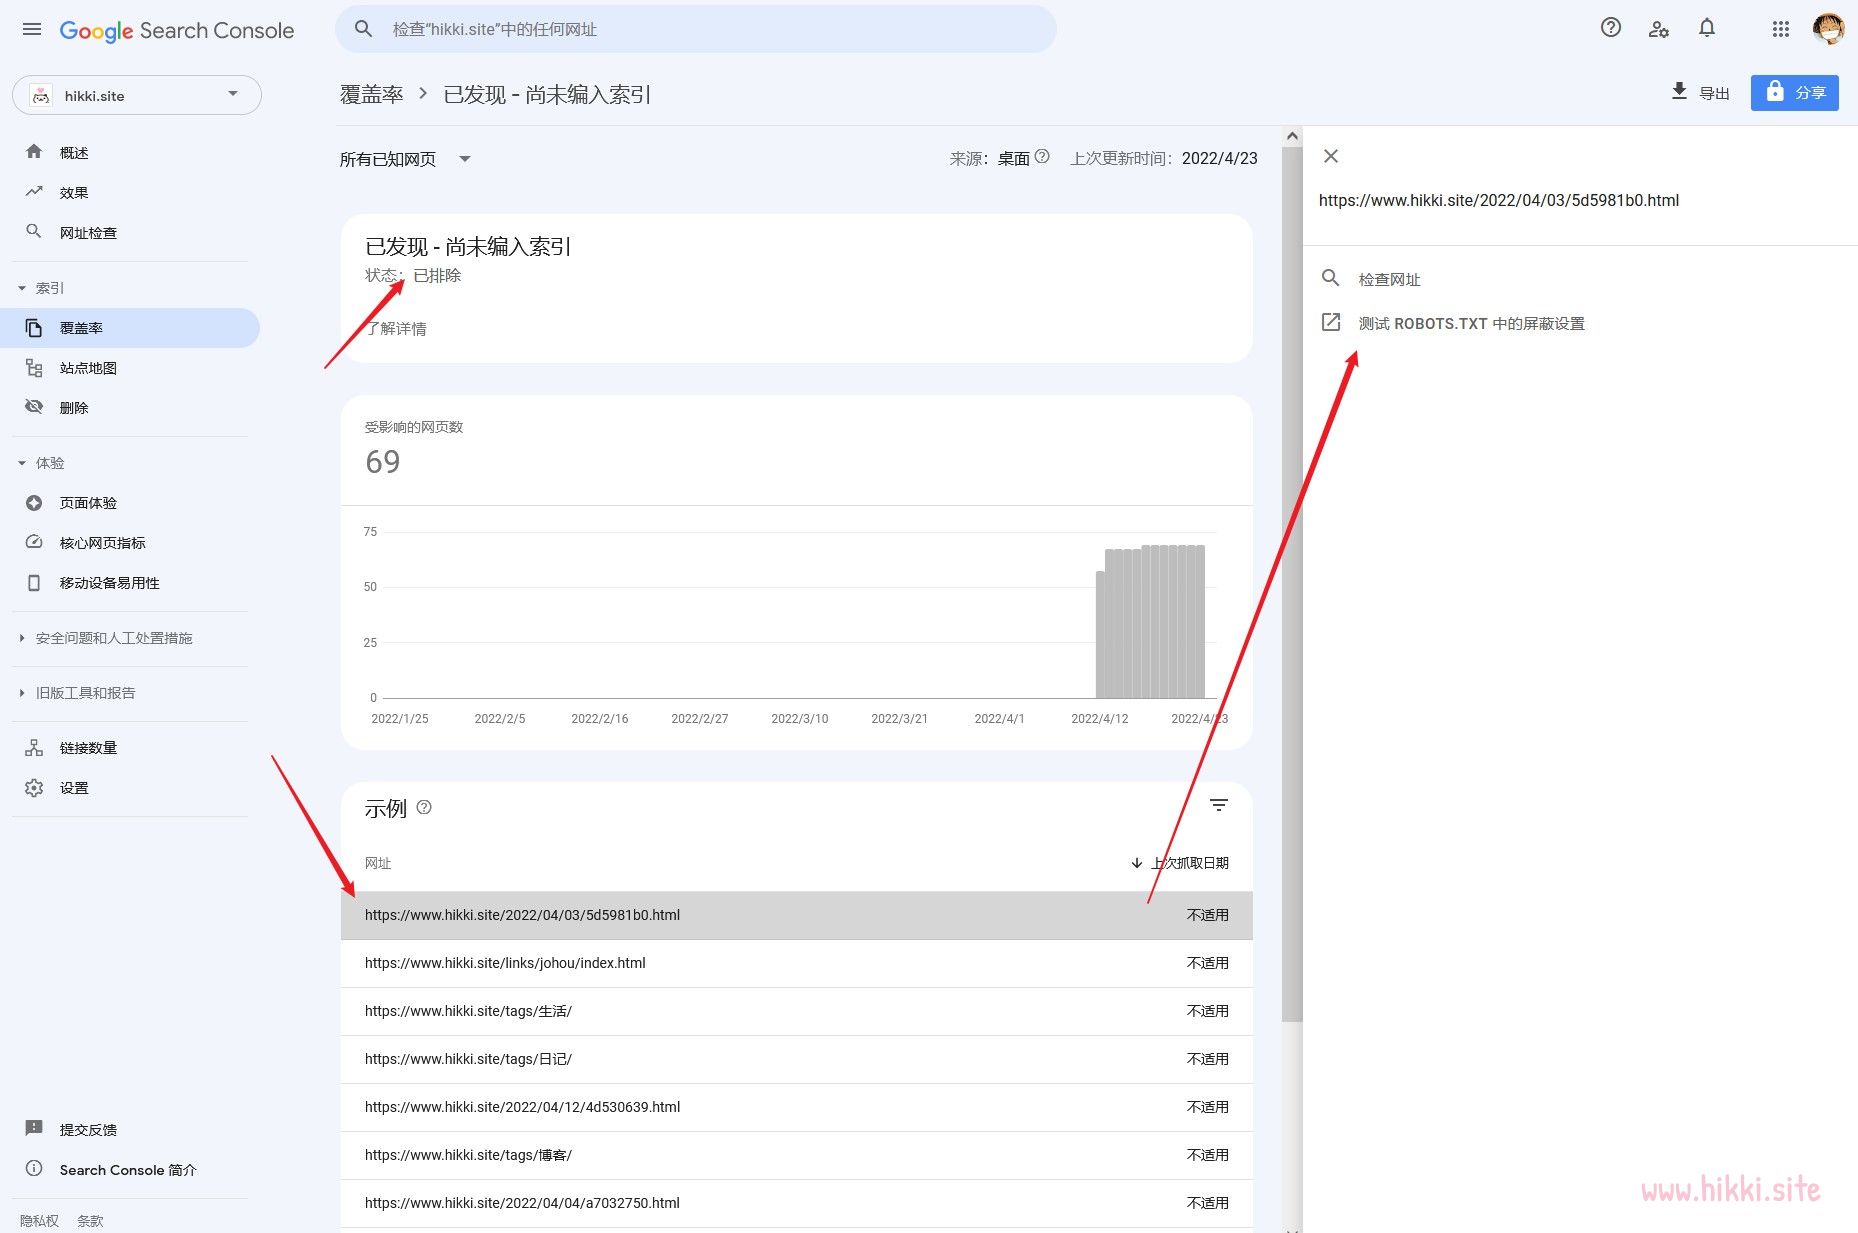 Google Search Console
检查“hikki.site”中的任何网址
hikki.site
覆盖率 > 已发现 - 尚未编入索引
导出
分享
概述
效果
网址检查
索引
覆盖率
站点地图
删除
体验
页面体验
核心网页指标
移动设备易用性
安全问题和人工处置措施
旧版工具和报告
链接数量
设置
提交反馈
Search Console 简介
隐私权 条款
所有已知网页
来源：桌面 上次更新时间：2022/4/23
已发现 - 尚未编入索引
状态：已排除
了解详情
受影响的网页数
69
75
50
25
0
2022/1/25 2022/2/5 2022/2/16 2022/2/27 2022/3/10 2022/3/21 2022/4/1 2022/4/12 2022/4/23
示例
网址 上次抓取日期
https://www.hikki.site/2022/04/03/5d5981b0.html 不适用
https://www.hikki.site/links/johou/index.html 不适用
https://www.hikki.site/tags/生活/ 不适用
https://www.hikki.site/tags/日记/ 不适用
https://www.hikki.site/2022/04/12/4d530639.html 不适用
https://www.hikki.site/tags/博客/ 不适用
https://www.hikki.site/2022/04/04/a7032750.html 不适用
https://www.hikki.site/2022/04/03/5d5981b0.html
检查网址
测试 ROBOTS.TXT 中的屏蔽设置
www.hikki.site